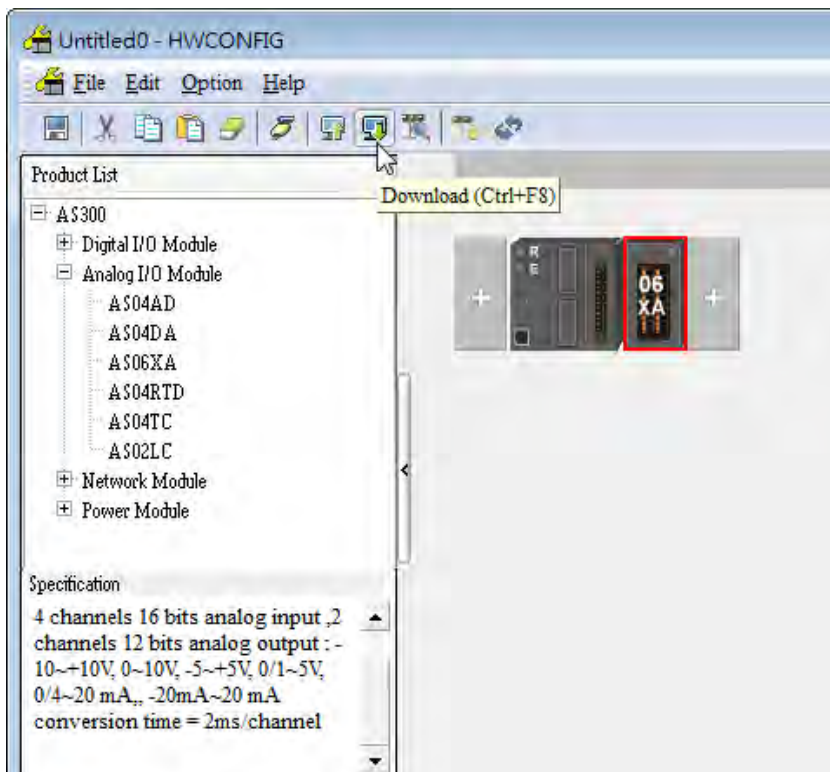 Untitled0 - HWCONFIG
File Edit Option Help
Product List
Download (Ctrl+F8)
AS300
Digital I/O Module
Analog I/O Module
AS04AD
AS04DA
AS06XA
AS04RTD
AS04TC
AS02LC
Network Module
Power Module
R
E
06
XA
Specification
4 channels 16 bits analog input ,2
channels 12 bits analog output : -
10~+10V, 0~10V, -5~+5V, 0/1~5V,
0/4~20 mA,, -20mA~20 mA
conversion time = 2ms/channel